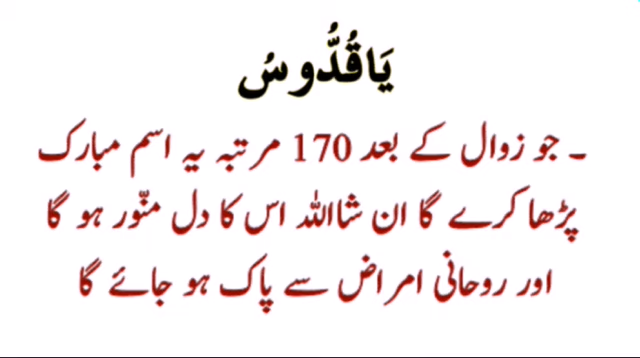 یَاقُدُّوسُ
۔ جو زوال کے بعد 170 مرتبہ یہ اسم مبارک
پڑھا کرے گا ان شااللہ اس کا دل منّور ہو گا
اور روحانی امراض سے پاک ہو جائے گا